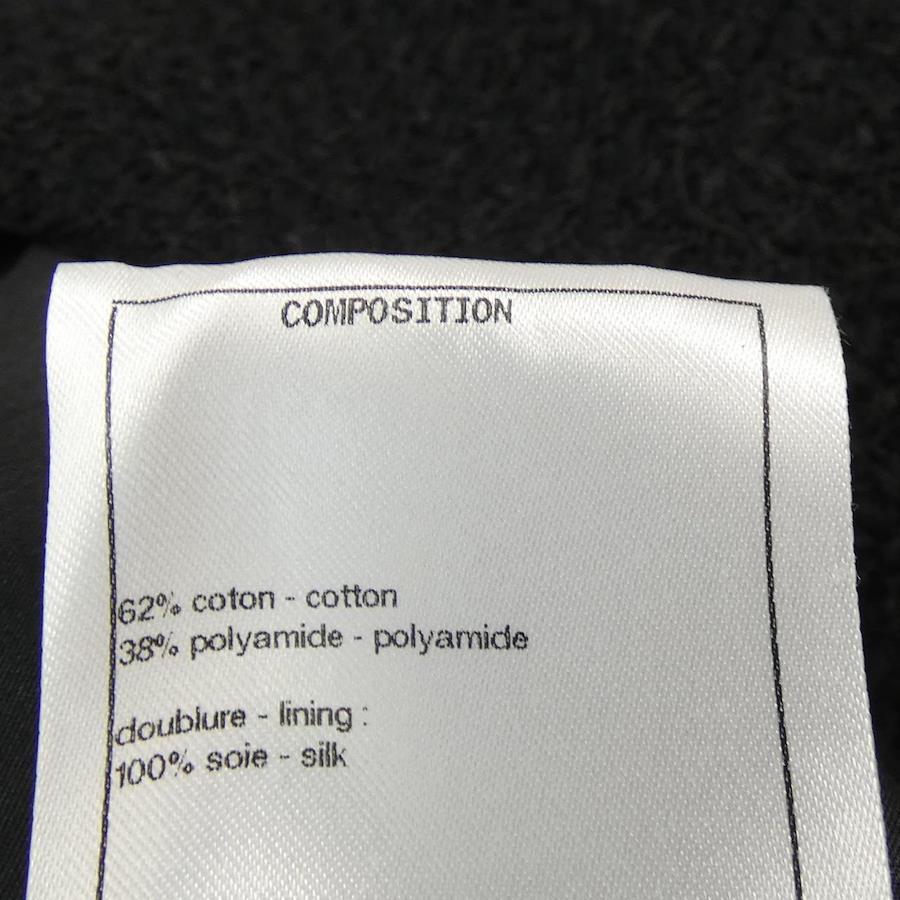 COMPOSITION
62% coton - cotton
38% polyamide - polyamide
doublure - lining :
100% soie - silk